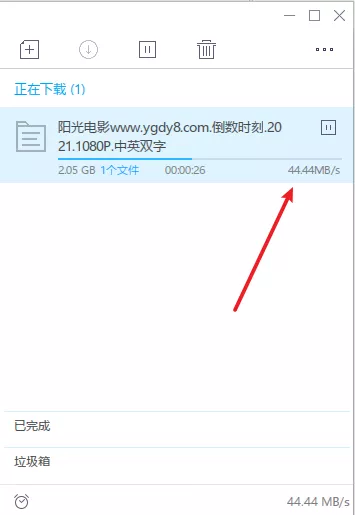 正在下载 (1)
阳光电影www.ygdy8.com.倒数时刻.20
21.1080P.中英双字
2.05 GB 1个文件 00:00:26 44.44MB/s
已完成
垃圾箱
44.44 MB/s